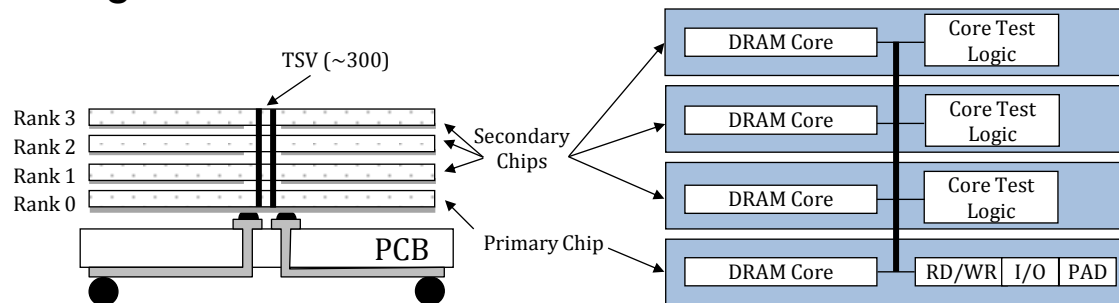 TSV (~300)
Rank 3
Rank 2
Rank 1
Rank 0
Secondary
Chips
Primary Chip
PCB
DRAM Core
Core Test
Logic
DRAM Core
Core Test
Logic
DRAM Core
Core Test
Logic
DRAM Core
RD/WR I/O PAD